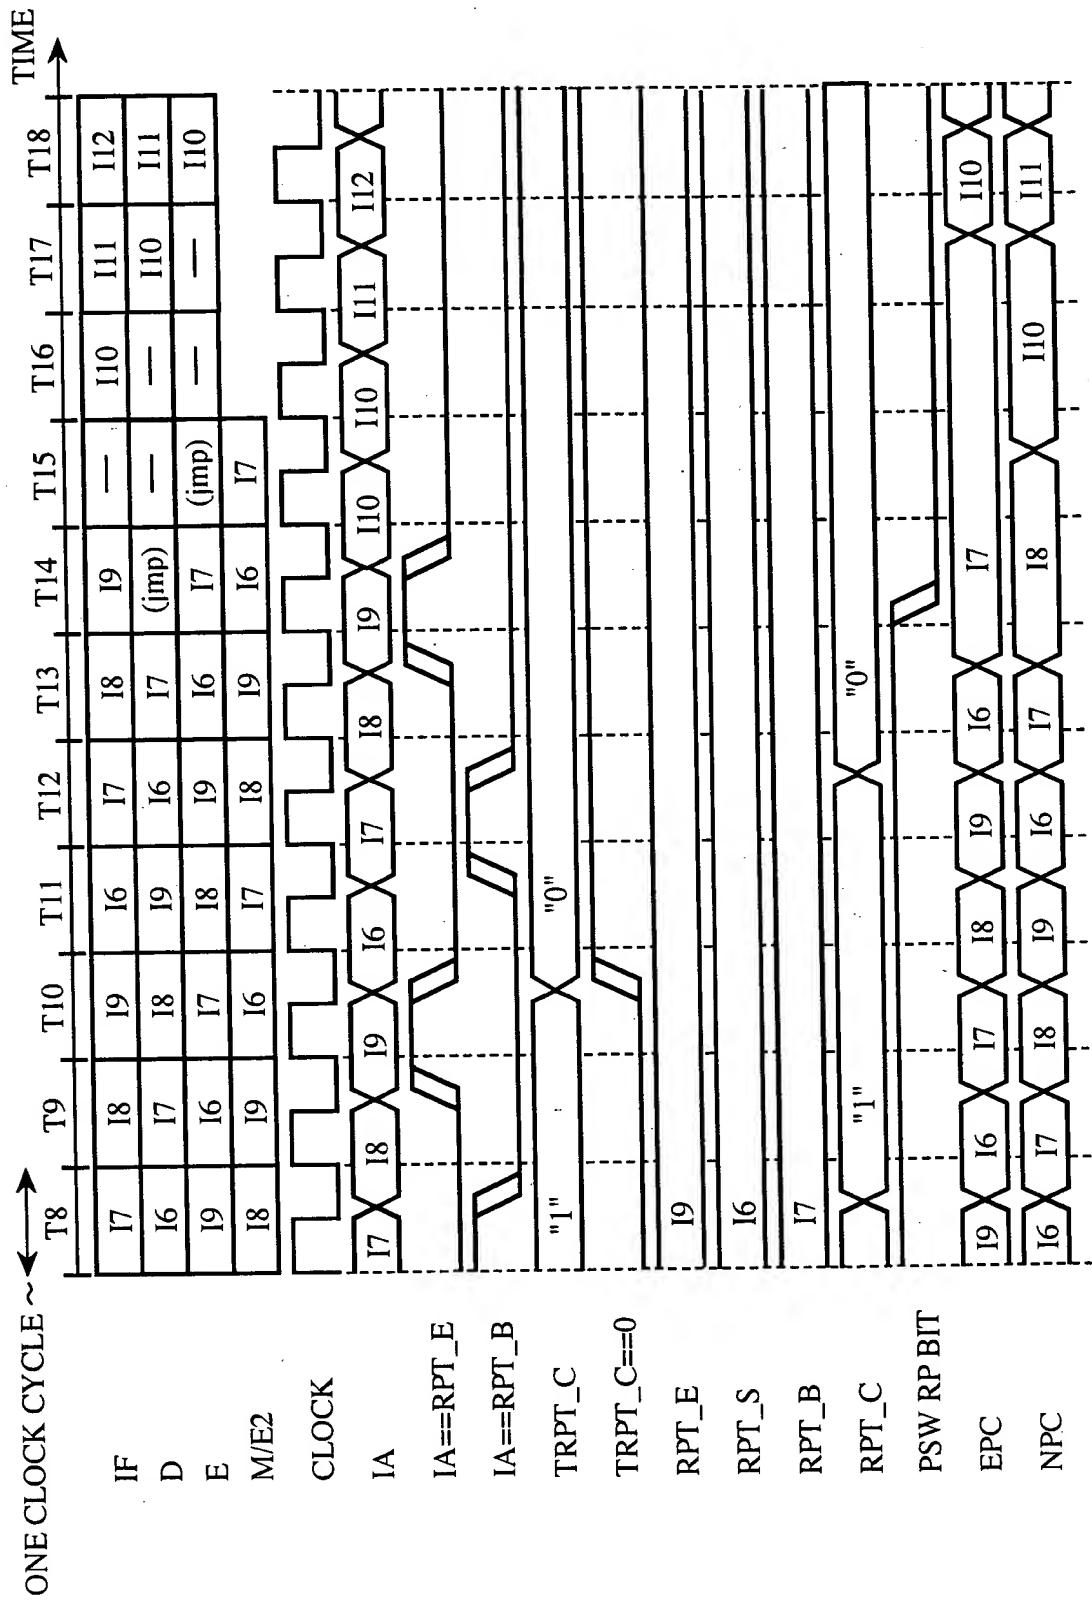 TIME
ONE CLOCK CYCLE ~
T8 T9 T10 T11 T12 T13 T14 T15 T16 T17 T18
IF I7 I8 I9 I6 I7 I8 I9 — I10 I11 I12
D I6 I7 I8 I9 I6 I7 (jmp) — — I10 I11
E I9 I6 I7 I8 I9 I6 I7 (jmp) — — I10
M/E2 I8 I9 I6 I7 I8 I9 I6 I7
CLOCK
IA I7 I8 I9 I6 I7 I8 I9 I10 I10 I11 I12
IA==RPT_E
IA==RPT_B
TRPT_C "1" "0"
TRPT_C==0
RPT_E I9
RPT_S I6
RPT_B I7
RPT_C "1" "0"
PSW RP BIT
EPC I9 I6 I7 I8 I9 I6 I7 I10
NPC I6 I7 I8 I9 I6 I7 I8 I10 I11